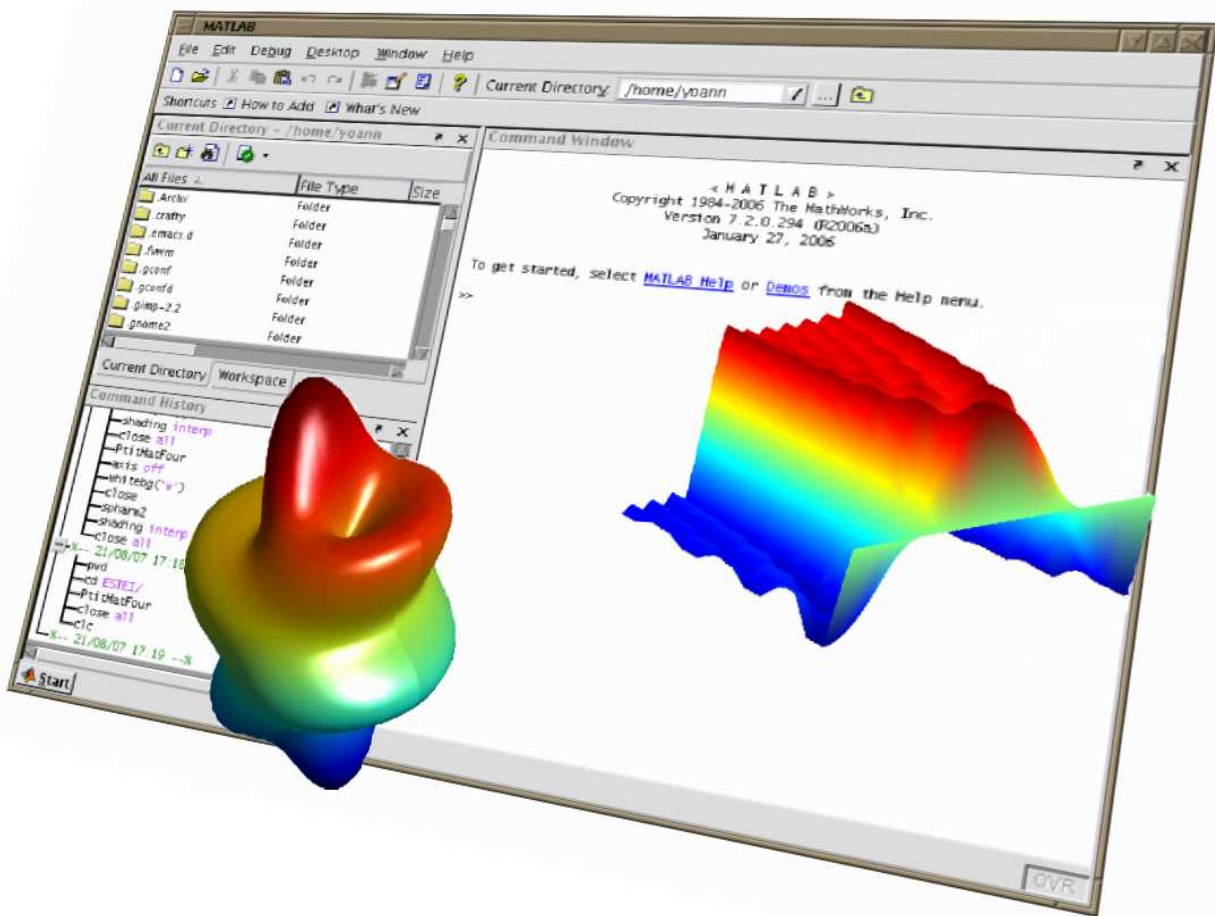 MATLAB
File Edit Debug Desktop Window Help
Current Directory: /home/yoann ...
Shortcuts How to Add What's New
Current Directory - /home/yoann
All Files File Type Size
.Archiv Folder
.crafty Folder
.emacs.d Folder
.fvwm Folder
.gconf Folder
.gconfd Folder
.gimp-2.2 Folder
.gnome2 Folder
Current Directory Workspace
Command History
shading interp
close all
PtitMatFour
axis off
whitebg('w')
close
spharm2
shading interp
close all
%-- 21/08/07 17:18
pwd
cd ESTEI/
PtitMatFour
close all
clc
%-- 21/08/07 17:19 --%
Start
Command Window
< M A T L A B >
Copyright 1984-2006 The MathWorks, Inc.
Version 7.2.0.294 (R2006a)
January 27, 2006
To get started, select MATLAB Help or Demos from the Help menu.
>>
OVR